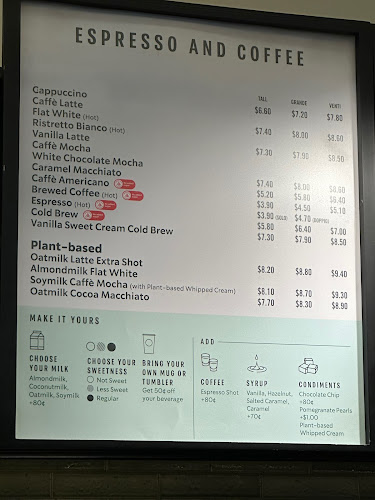 ESPRESSO AND COFFEE
TALL GRANDE VENTI
Cappuccino
Caffè Latte $6.60 $7.20 $7.80
Flat White (Hot)
Ristretto Bianco (Hot)
Vanilla Latte $7.40 $8.00 $8.60
Caffè Mocha
White Chocolate Mocha $7.30 $7.90 $8.50
Caramel Macchiato $7.40 $8.00 $8.60
Caffè Americano $5.20 $5.80 $6.40
Brewed Coffee (Hot) $3.90 $4.50 $5.10
Espresso (Hot) $3.90 (SOLO) $4.70 (DOPPIO)
Cold Brew $5.80 $6.40 $7.00
Vanilla Sweet Cream Cold Brew $7.30 $7.90 $8.50
Plant-based
Oatmilk Latte Extra Shot
Almondmilk Flat White $8.20 $8.80 $9.40
Soymilk Caffè Mocha (with Plant-based Whipped Cream) $8.10 $8.70 $9.30
Oatmilk Cocoa Macchiato $7.70 $8.30 $8.90
MAKE IT YOURS
CHOOSE
YOUR MILK
Almondmilk,
Coconutmilk,
Oatmilk, Soymilk
+80¢
CHOOSE YOUR
SWEETNESS
Not Sweet
Less Sweet
Regular
BRING YOUR
OWN MUG OR
TUMBLER
Get 50¢ off
your beverage
ADD
COFFEE
Espresso Shot
+80¢
SYRUP
Vanilla, Hazelnut,
Salted Caramel,
Caramel
+70¢
CONDIMENTS
Chocolate Chip
+80¢
Pomegranate Pearls
+$1.00
Plant-based
Whipped Cream